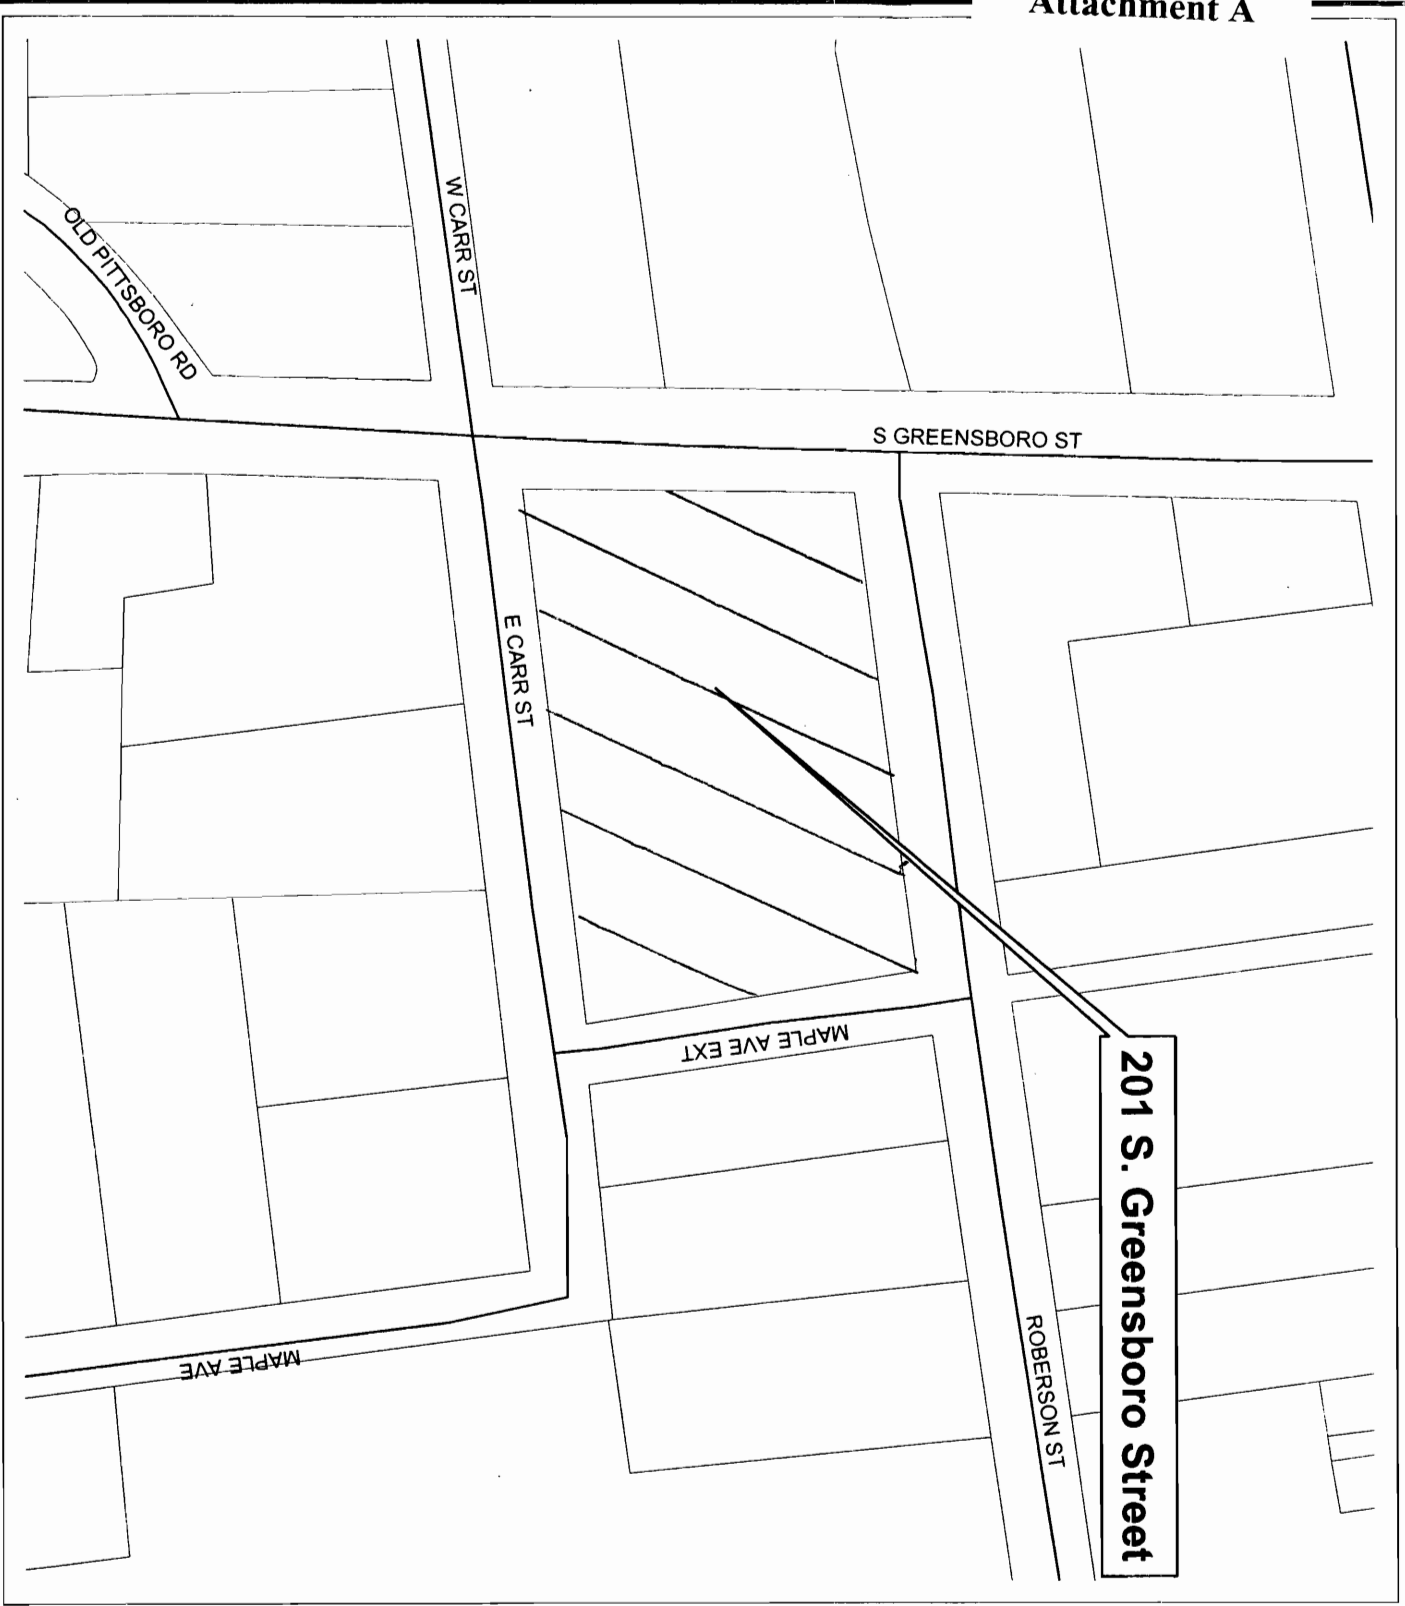 Attachment A
W CARR ST
OLD PITTSBORO RD
S GREENSBORO ST
E CARR ST
MAPLE AVE EXT
201 S. Greensboro Street
MAPLE AVE
ROBERSON ST